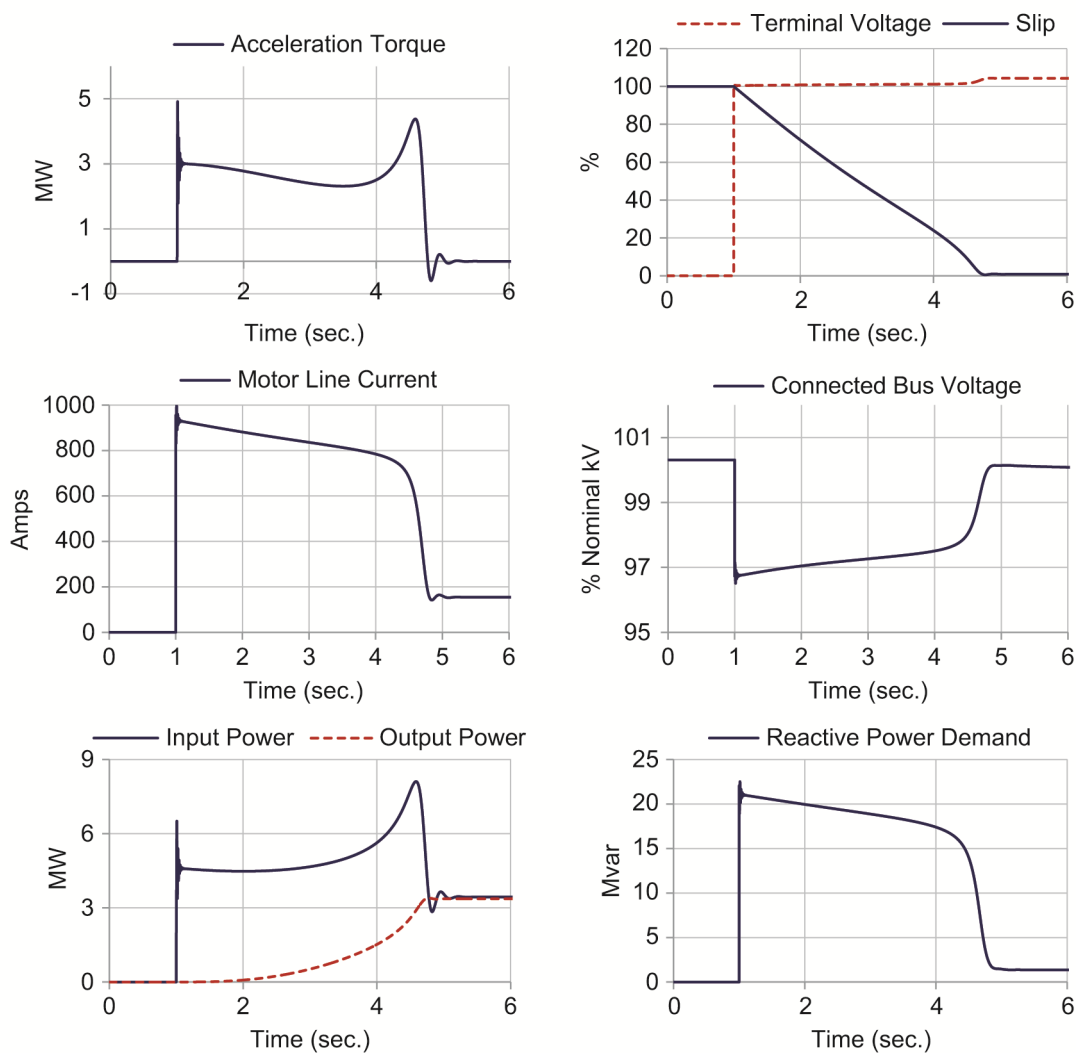 Acceleration Torque
5
3
1
-1
MW
0 2 4 6
Time (sec.)
Terminal Voltage Slip
120
100
80
60
40
20
0
%
0 2 4 6
Time (sec.)
Motor Line Current
1000
800
600
400
200
0
Amps
0 1 2 3 4 5 6
Time (sec.)
Connected Bus Voltage
101
99
97
95
% Nominal kV
0 1 2 3 4 5 6
Time (sec.)
Input Power Output Power
9
6
3
0
MW
0 2 4 6
Time (sec.)
Reactive Power Demand
25
20
15
10
5
0
Mvar
0 2 4 6
Time (sec.)